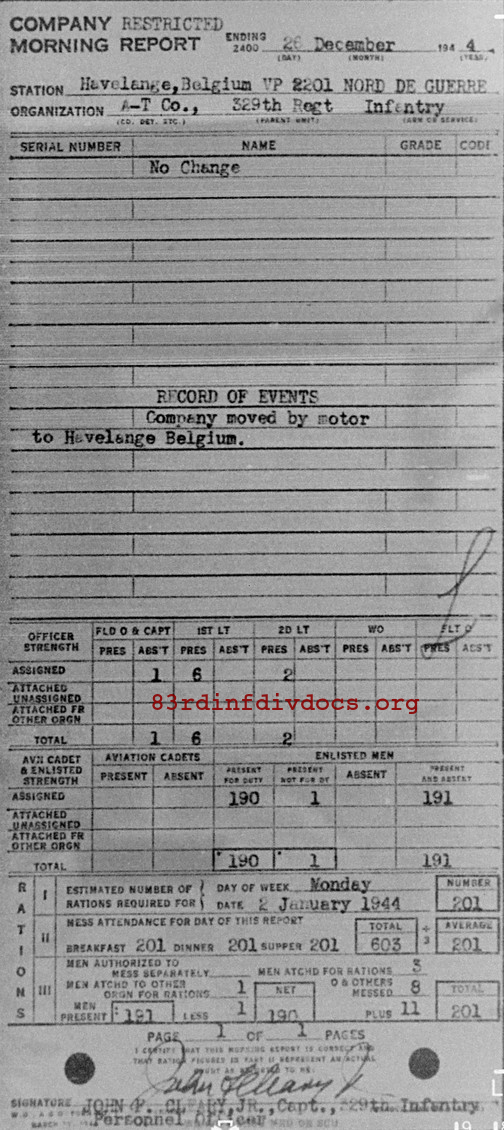 COMPANY RESTRICTED
MORNING REPORT ENDING 2400 26 December 194 4
(DAY) (MONTH) (YEAR)
STATION Havelange, Belgium VP 2201 NORD DE GUERRE
ORGANIZATION A-T Co., 329th Regt Infantry
(CO. DET. ETC.) (PARENT UNIT) (ARM OR SERVICE)
SERIAL NUMBER NAME GRADE CODE
No Change
RECORD OF EVENTS
Company moved by motor
to Havelange Belgium.
OFFICER STRENGTH FLD O & CAPT 1ST LT 2D LT WO FLT O
PRES ABS'T PRES ABS'T PRES ABS'T PRES ABS'T PRES ABS'T
ASSIGNED 1 6 2
ATTACHED UNASSIGNED
83rdinfdivdocs.org
ATTACHED FR OTHER ORGN
TOTAL 1 6 2
AVN CADET & ENLISTED STRENGTH AVIATION CADETS ENLISTED MEN
PRESENT ABSENT PRESENT FOR DUTY PRESENT NOT FOR DY ABSENT PRESENT AND ABSENT
ASSIGNED 190 1 191
ATTACHED UNASSIGNED
ATTACHED FR OTHER ORGN
TOTAL 190 1 191
RATIONS
I ESTIMATED NUMBER OF RATIONS REQUIRED FOR DAY OF WEEK Monday NUMBER
DATE 2 January 1944 201
II MESS ATTENDANCE FOR DAY OF THIS REPORT TOTAL ÷ 3 AVERAGE
BREAKFAST 201 DINNER 201 SUPPER 201 603 201
III MEN AUTHORIZED TO MESS SEPARATELY MEN ATCHD FOR RATIONS 3
MEN ATCHD TO OTHER ORGN FOR RATIONS 1 NET O & OTHERS MESSED 8 TOTAL
MEN PRESENT 191 LESS 1 190 PLUS 11 201
PAGE 1 OF 1 PAGES
I CERTIFY THAT THIS MORNING REPORT IS CORRECT AND
THAT RATION FIGURES IN PART II REPRESENT AN ACTUAL
John F Cleary Jr
SIGNATURE JOHN F. CLEARY, JR., Capt., 329th Infantry
Personnel Officer